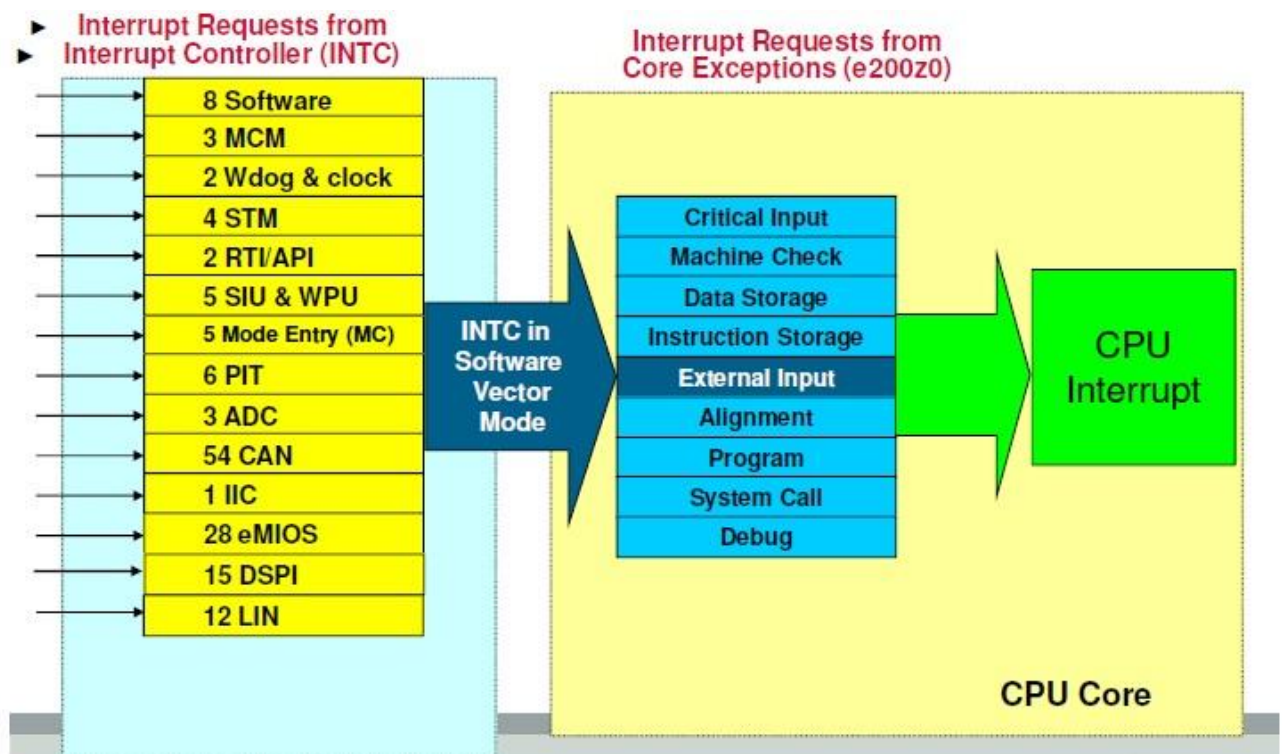 ► Interrupt Requests from
► Interrupt Controller (INTC)
8 Software
3 MCM
2 Wdog & clock
4 STM
2 RTI/API
5 SIU & WPU
5 Mode Entry (MC)
6 PIT
3 ADC
54 CAN
1 IIC
28 eMIOS
15 DSPI
12 LIN
INTC in
Software
Vector
Mode
Interrupt Requests from
Core Exceptions (e200z0)
Critical Input
Machine Check
Data Storage
Instruction Storage
External Input
Alignment
Program
System Call
Debug
CPU
Interrupt
CPU Core